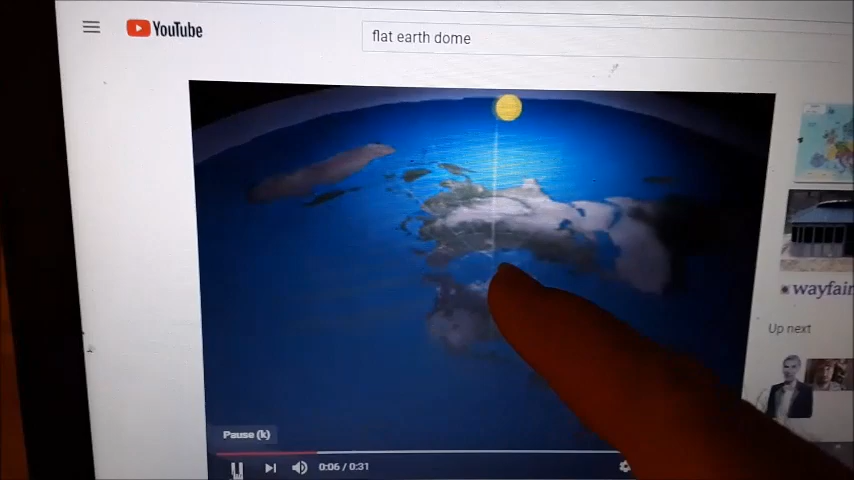 YouTube
flat earth dome
wayfair
Up next
Pause (k)
0:06 / 0:31